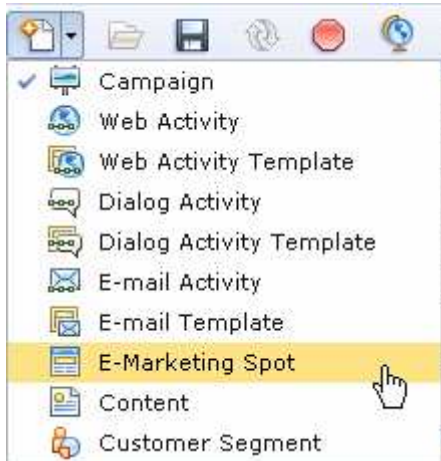 Campaign
Web Activity
Web Activity Template
Dialog Activity
Dialog Activity Template
E-mail Activity
E-mail Template
E-Marketing Spot
Content
Customer Segment